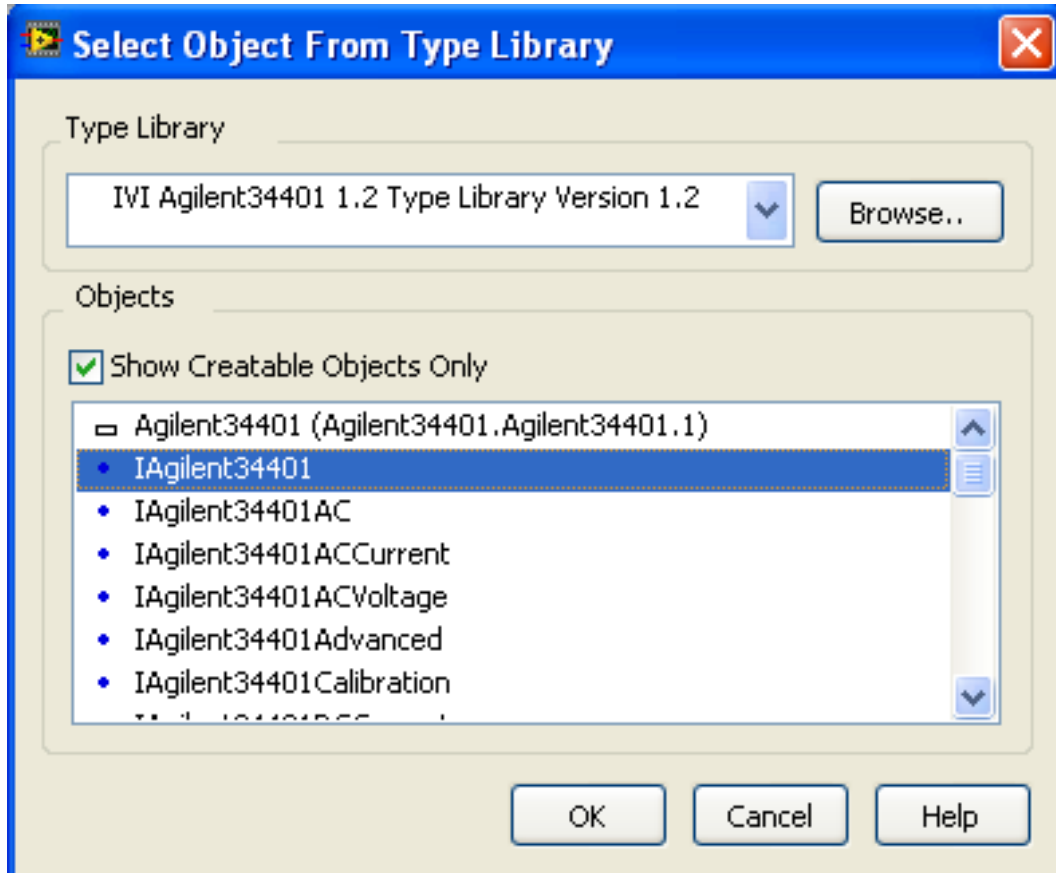 Select Object From Type Library
Type Library
IVI Agilent34401 1.2 Type Library Version 1.2
Browse..
Objects
Show Creatable Objects Only
Agilent34401 (Agilent34401.Agilent34401.1)
IAgilent34401
IAgilent34401AC
IAgilent34401ACCurrent
IAgilent34401ACVoltage
IAgilent34401Advanced
IAgilent34401Calibration
OK Cancel Help